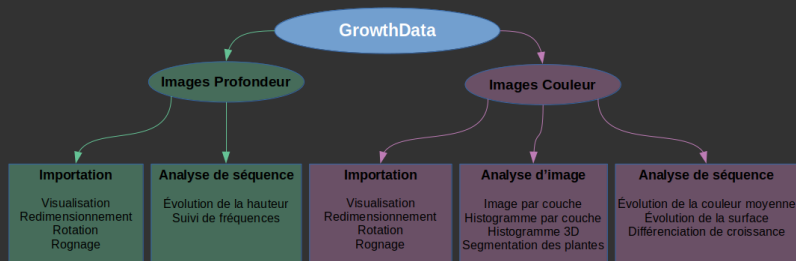 GrowthData
Images Profondeur
Images Couleur
Importation
Visualisation
Redimensionnement
Rotation
Rognage
Analyse de séquence
Évolution de la hauteur
Suivi de fréquences
Importation
Visualisation
Redimensionnement
Rotation
Rognage
Analyse d'image
Image par couche
Histogramme par couche
Histogramme 3D
Segmentation des plantes
Analyse de séquence
Évolution de la couleur moyenne
Évolution de la surface
Différenciation de croissance